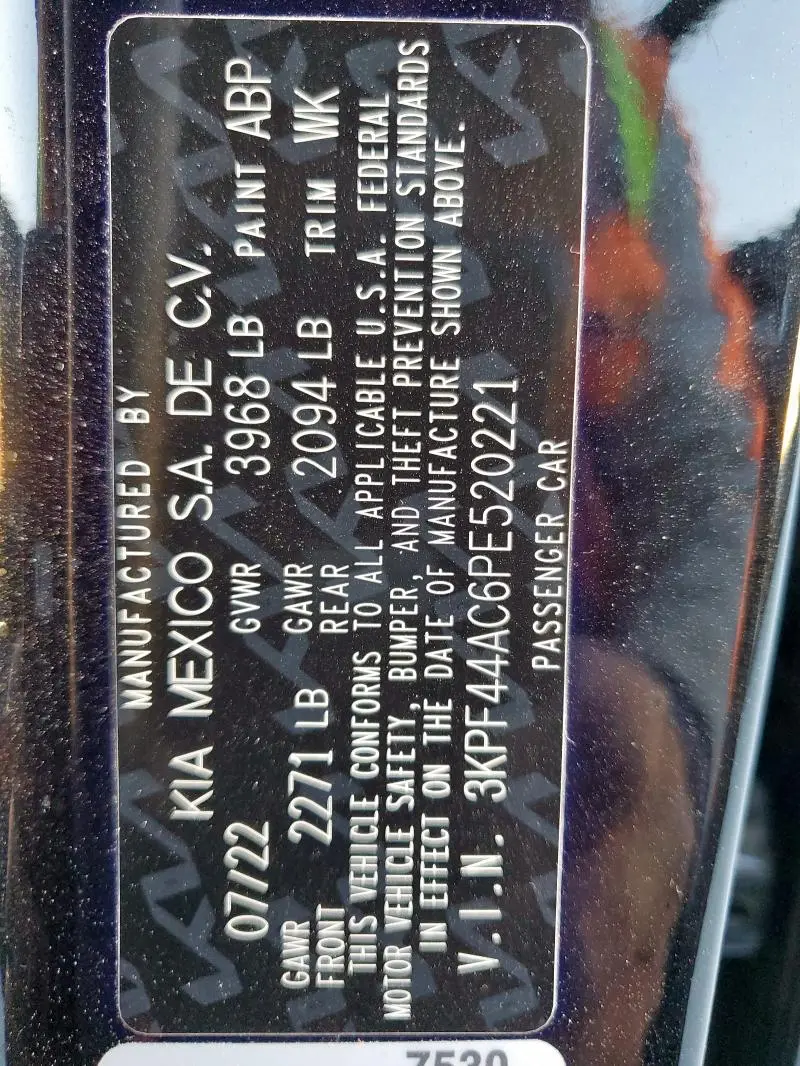 MANUFACTURED BY
KIA MEXICO S.A. DE C.V.
07/22 GVWR 3968 LB PAINT ABP
GAWR FRONT 2271 LB GAWR REAR 2094 LB TRIM WK
THIS VEHICLE CONFORMS TO ALL APPLICABLE U.S.A. FEDERAL
MOTOR VEHICLE SAFETY, BUMPER, AND THEFT PREVENTION STANDARDS
IN EFFECT ON THE DATE OF MANUFACTURE SHOWN ABOVE.
V.I.N. 3KPF44AC6PE520221
PASSENGER CAR
7530